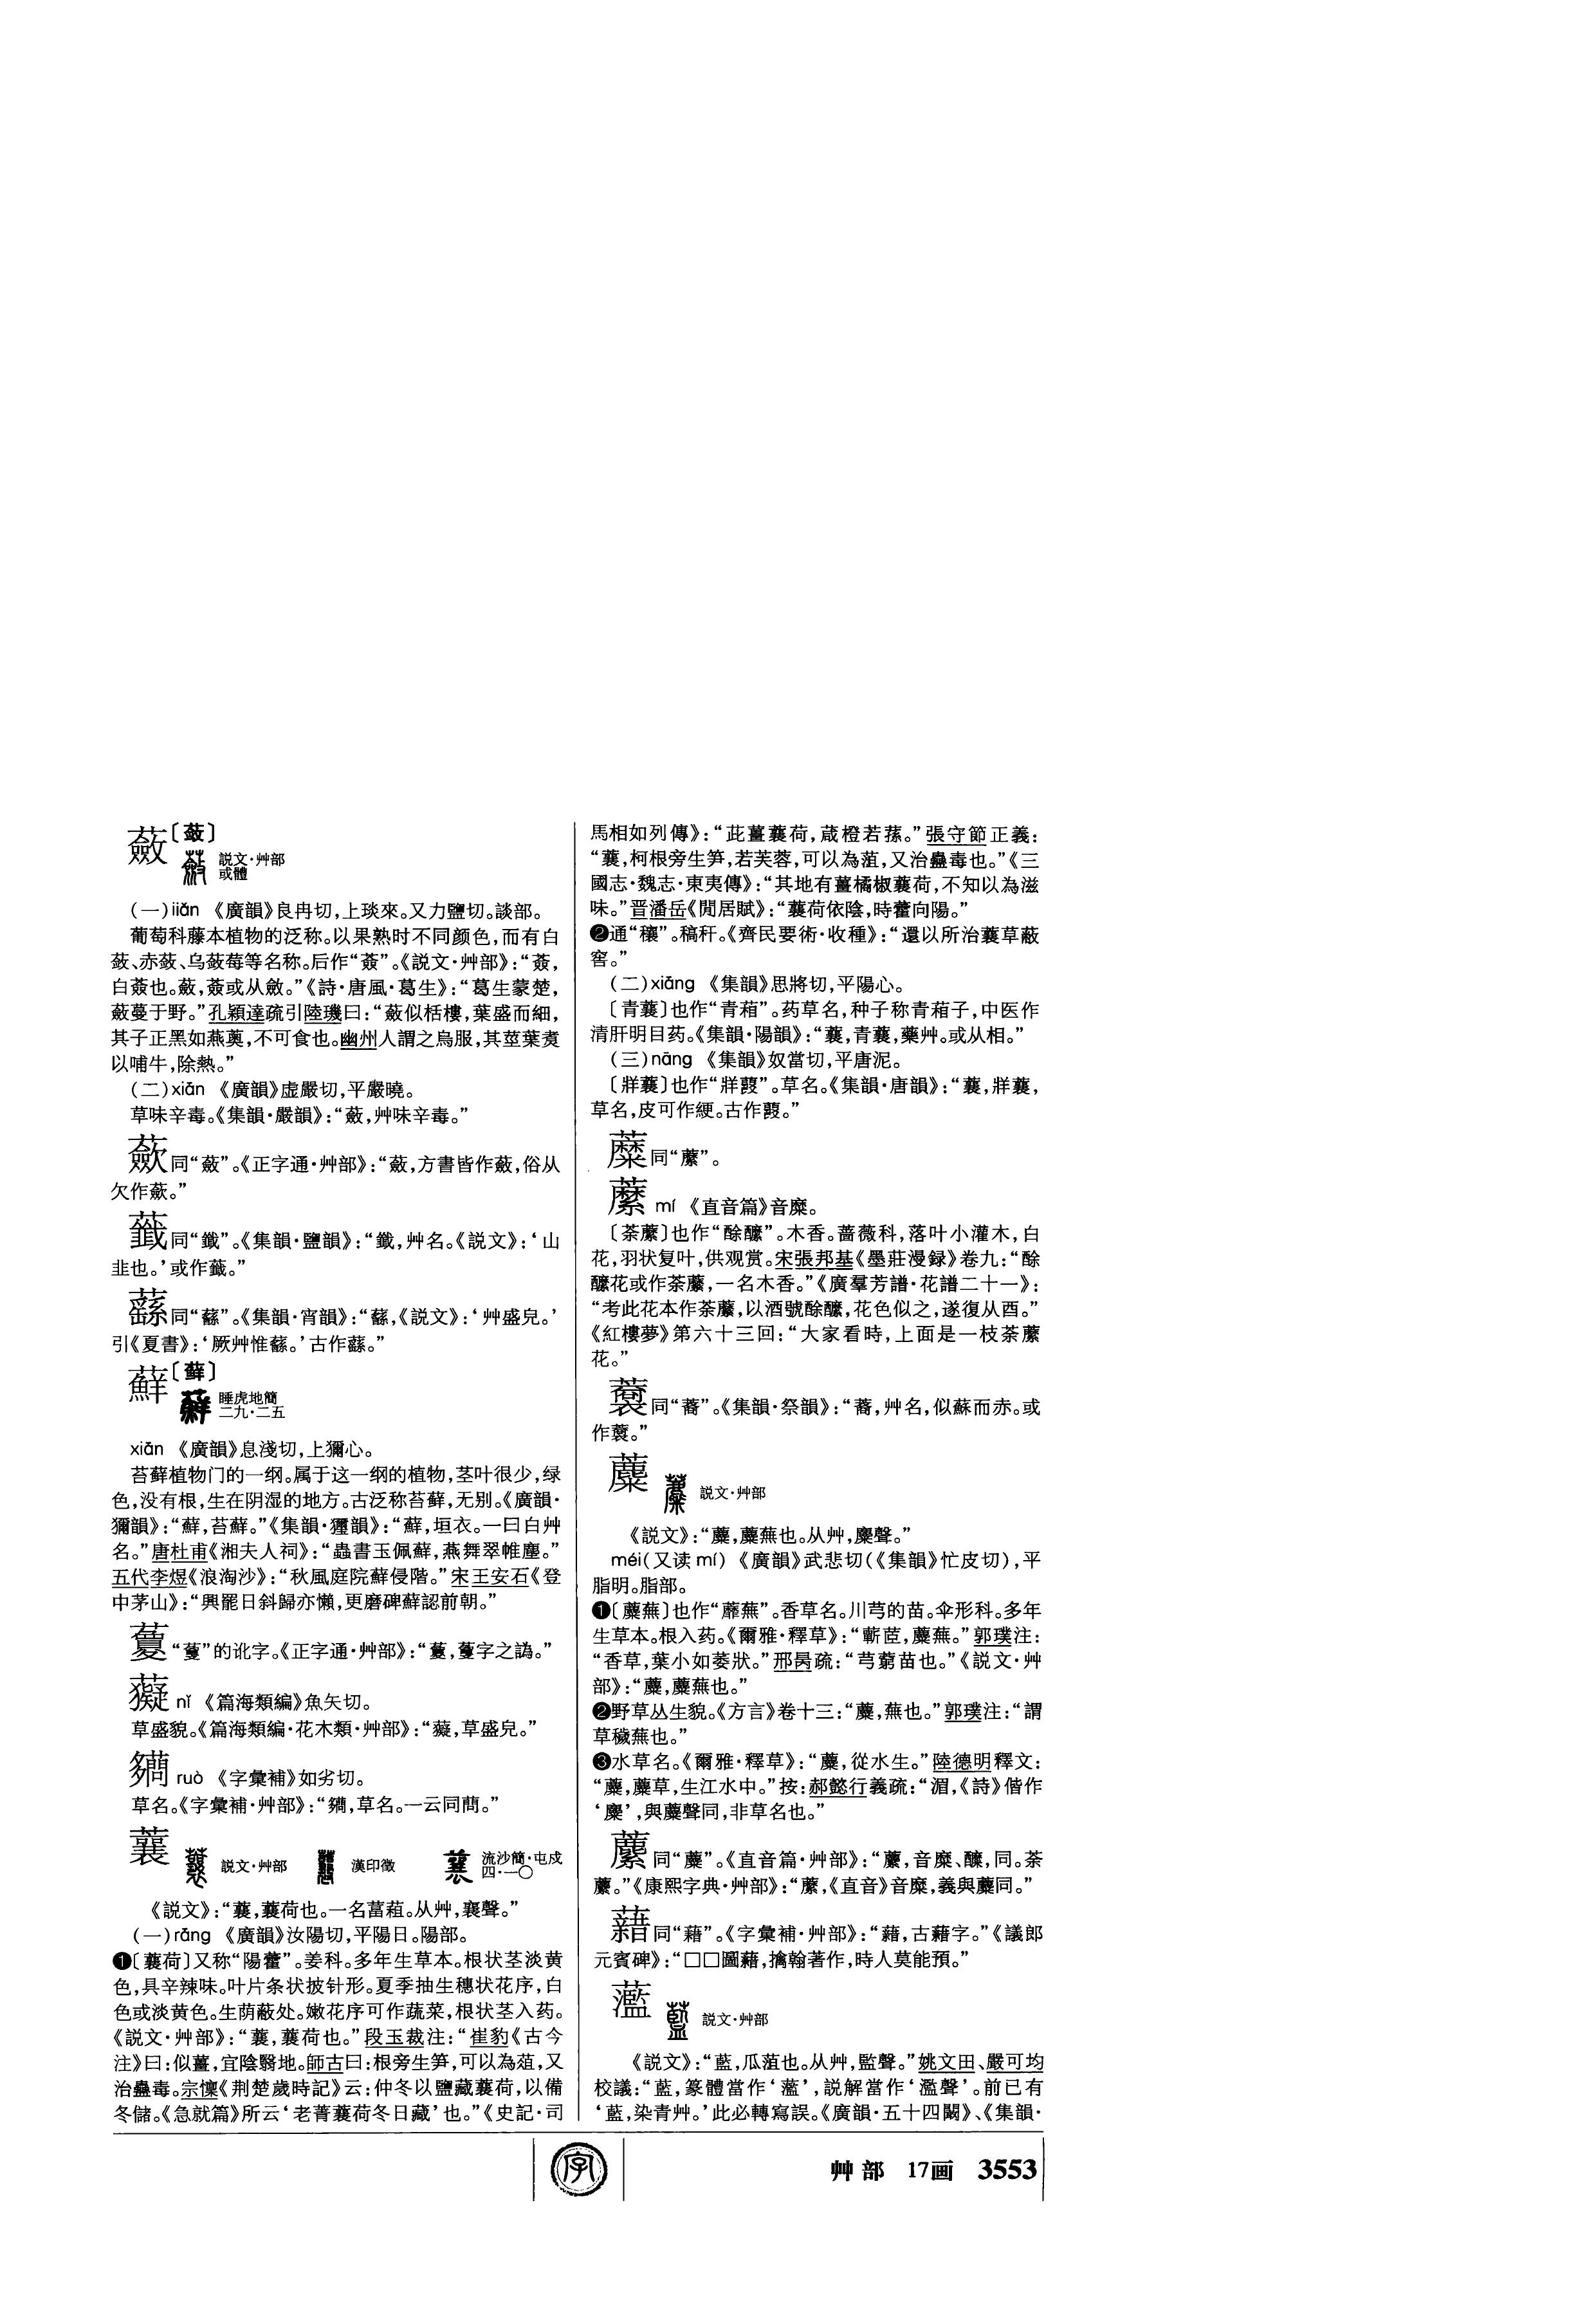 蘞〔蔹〕
説文·艸部
或體
(一)liǎn 《廣韻》良冉切,上琰來。又力鹽切。談部。
葡萄科藤本植物的泛称。以果熟时不同颜色,而有白
蔹、赤蔹、乌蔹莓等名称。后作“薟”。《説文·艸部》:“薟,
白薟也。蘞,薟或从斂。”《詩·唐風·葛生》:“葛生蒙楚,
蘞蔓于野。”孔穎達疏引陸璣曰:“蘞似栝樓,葉盛而細,
其子正黑如燕薁,不可食也。幽州人謂之烏服,其莖葉煮
以哺牛,除熱。”
(二)xiān 《廣韻》虚嚴切,平嚴曉。
草味辛毒。《集韻·嚴韻》:“蘞,艸味辛毒。”
同“蘞”。《正字通·艸部》:“蘞,方書皆作蘞,俗从
欠作。”
同“韱”。《集韻·鹽韻》:“韱,艸名。《説文》:‘山
韭也。’或作。”
同“蘨”。《集韻·宵韻》:“蘨,《説文》:‘艸盛皃。’
引《夏書》:‘厥艸惟蘨。’古作。”
蘚〔藓〕
睡虎地簡
二九·二五
xiǎn 《廣韻》息淺切,上獮心。
苔藓植物门的一纲。属于这一纲的植物,茎叶很少,绿
色,没有根,生在阴湿的地方。古泛称苔藓,无别。《廣韻·
獮韻》:“蘚,苔蘚。”《集韻·㺯韻》:“蘚,垣衣。一曰白艸
名。”唐杜甫《湘夫人祠》:“蟲書玉佩蘚,燕舞翠帷塵。”
五代李煜《浪淘沙》:“秋風庭院蘚侵階。”宋王安石《登
中茅山》:“興罷日斜歸亦懶,更磨碑蘚認前朝。”
“蔓”的讹字。《正字通·艸部》:“,蔓字之譌。”
nǐ 《篇海類編》魚矢切。
草盛貌。《篇海類編·花木類·艸部》:“,草盛皃。”
ruò 《字彙補》如劣切。
草名。《字彙補·艸部》:“,草名。一云同蕳。”
蘘
説文·艸部 漢印徵 流沙簡·屯戍
四·一〇
《説文》:“蘘,蘘荷也。一名葍蒩。从艸,襄聲。”
(一)ráng 《廣韻》汝陽切,平陽日。陽部。
❶〔蘘荷〕又称“陽藿”。姜科。多年生草本。根状茎淡黄
色,具辛辣味。叶片条状披针形。夏季抽生穗状花序,白
色或淡黄色。生荫蔽处。嫩花序可作蔬菜,根状茎入药。
《説文·艸部》:“蘘,蘘荷也。”段玉裁注:“崔豹《古今
注》曰:似薑,宜陰翳地。師古曰:根旁生笋,可以為菹,又
治蠱毒。宗懔《荆楚歲時記》云:仲冬以鹽藏蘘荷,以備
冬儲。《急就篇》所云‘老菁蘘荷冬日藏’也。”《史記·司
馬相如列傳》:“茈薑蘘荷,葴橙若蓀。”張守節正義:
“蘘,柯根旁生笋,若芙蓉,可以為菹,又治蠱毒也。”《三
國志·魏志·東夷傳》:“其地有薑橘椒蘘荷,不知以為滋
味。”晋潘岳《閒居賦》:“蘘荷依陰,時藿向陽。”
❷通“穰”。稿秆。《齊民要術·收種》:“還以所治蘘草蔽
窖。”
(二)xiāng 《集韻》思將切,平陽心。
〔青蘘〕也作“青葙”。药草名,种子称青葙子,中医作
清肝明目药。《集韻·陽韻》:“蘘,青蘘,藥艸。或从相。”
(三)nāng 《集韻》奴當切,平唐泥。
〔牂蘘〕也作“牂䕞”。草名。《集韻·唐韻》:“蘘,牂蘘,
草名,皮可作綆。古作。”
同“蘼”。
mí 《直音篇》音糜。
〔荼蘼〕也作“酴醾”。木香。蔷薇科,落叶小灌木,白
花,羽状复叶,供观赏。宋張邦基《墨莊漫録》卷九:“酴
醾花或作荼蘼,一名木香。”《廣羣芳譜·花譜二十一》:
“考此花本作荼蘼,以酒號酴醾,花色似之,遂復从酉。”
《紅樓夢》第六十三回:“大家看時,上面是一枝荼蘼
花。”
同“蕎”。《集韻·祭韻》:“,艸名,似蘇而赤。或
作。”
蘪
説文·艸部
《説文》:“蘪,蘪蕪也。从艸,麋聲。”
méi(又读mí) 《廣韻》武悲切(《集韻》忙皮切),平
脂明。脂部。
❶〔蘪蕪〕也作“蘼蕪”。香草名。川芎的苗。伞形科。多年
生草本。根入药。《爾雅·釋草》:“蘄茝,蘪蕪。”郭璞注:
“香草,葉小如萎狀。”邢昺疏:“芎藭苗也。”《説文·艸
部》:“蘪,蘪蕪也。”
❷野草丛生貌。《方言》卷十三:“蘪,蕪也。”郭璞注:“謂
草穢蕪也。”
❸水草名。《爾雅·釋草》:“蘪,從水生。”陸德明釋文:
“蘪,蘪草,生江水中。”按:郝懿行義疏:“湄,《詩》偕作
‘麋’,與蘪聲同,非草名也。”
同“蘪”。《直音篇·艸部》:“,音糜、醾,同。荼
。”《康熙字典·艸部》:“,《直音》音糜,義與蘪同。”
同“藉”。《字彙補·艸部》:“,古藉字。”《議郎
元賓碑》:“□□圖,摛翰著作,時人莫能預。”
㘕
説文·艸部
《説文》:“藍,瓜菹也。从艸,監聲。”姚文田、嚴可均
校議:“藍,篆體當作‘灆’,説解當作‘濫聲’。前已有
‘藍,染青艸。’此必轉寫誤。《廣韻·五十四闞》、《集韻·
字
艸部 17画 3553